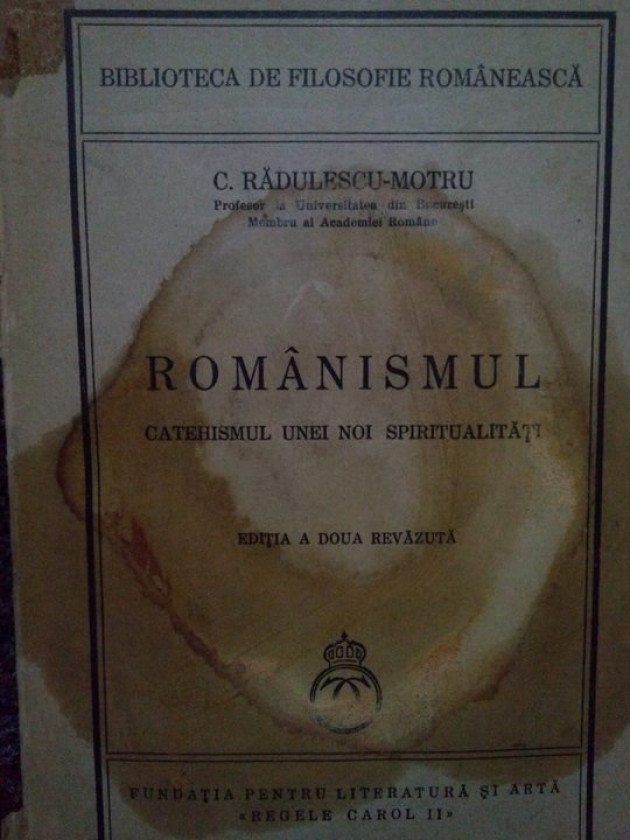 BIBLIOTECA DE FILOSOFIE ROMÂNEASCĂ
C. RĂDULESCU-MOTRU
Profesor la Universitatea din București
Membru al Academiei Române
ROMÂNISMUL
CATEHISMUL UNEI NOI SPIRITUALITĂȚI
EDIȚIA A DOUA REVĂZUTĂ
FUNDAȚIA PENTRU LITERATURĂ ȘI ARTĂ
«REGELE CAROL II»